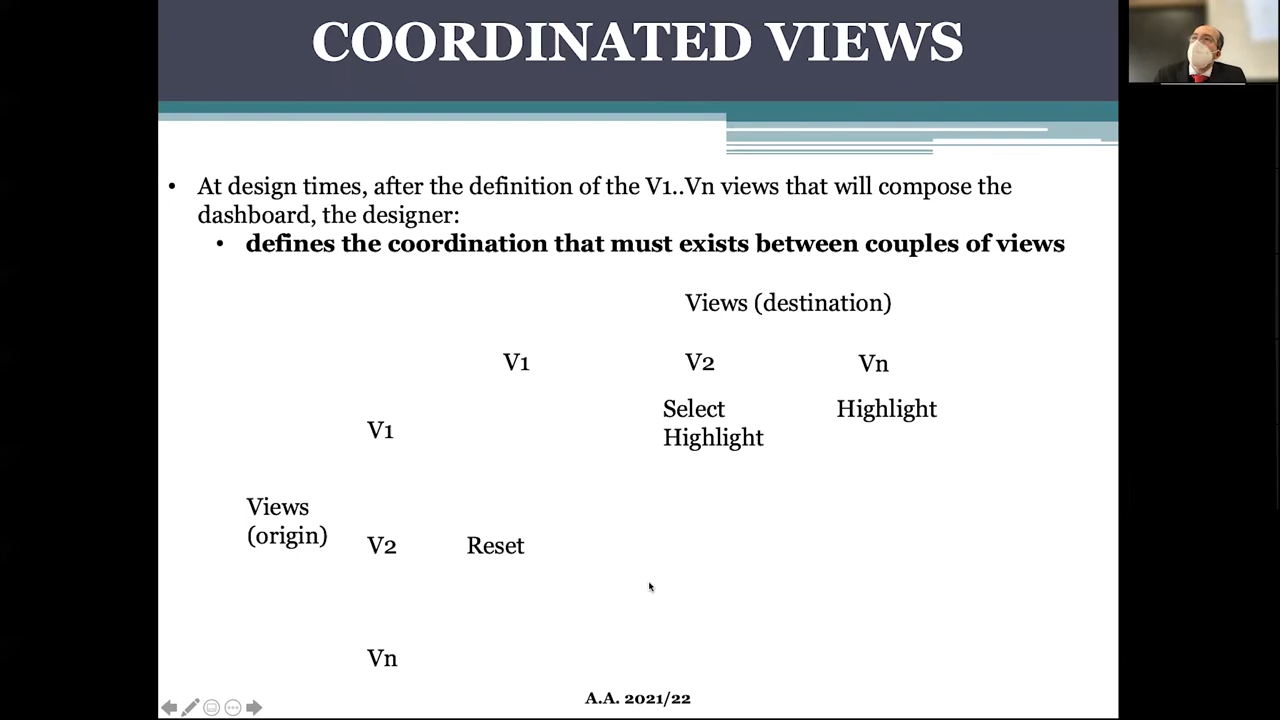 COORDINATED VIEWS
• At design times, after the definition of the V1..Vn views that will compose the
dashboard, the designer:
• defines the coordination that must exists between couples of views
Views (destination)
V1 V2 Vn
Select Highlight
V1 Highlight
Views
(origin)
V2 Reset
Vn
A.A. 2021/22